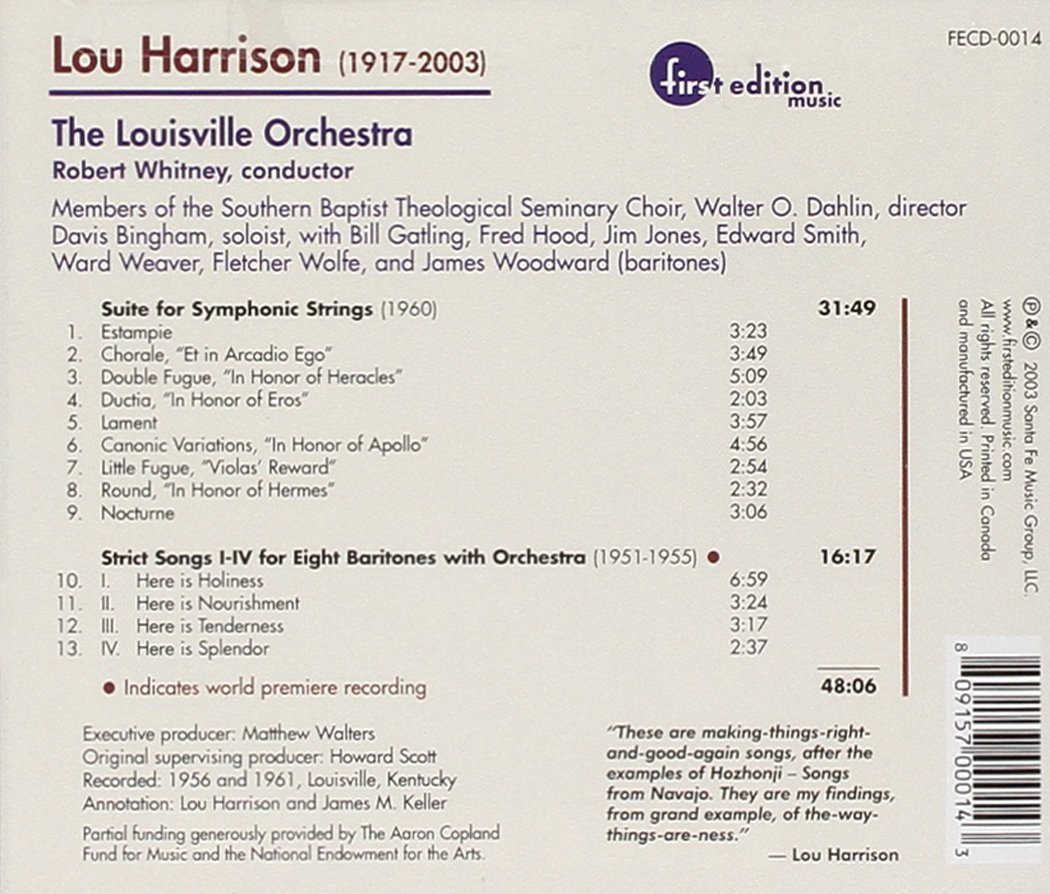 Lou Harrison (1917-2003)
first edition
music
FECD-0014
The Louisville Orchestra
Robert Whitney, conductor
Members of the Southern Baptist Theological Seminary Choir, Walter O. Dahlin, director
Davis Bingham, soloist, with Bill Gatling, Fred Hood, Jim Jones, Edward Smith,
Ward Weaver, Fletcher Wolfe, and James Woodward (baritones)
Suite for Symphonic Strings (1960) 31:49
1. Estampie 3:23
2. Chorale, "Et in Arcadio Ego" 3:49
3. Double Fugue, "In Honor of Heracles" 5:09
4. Ductia, "In Honor of Eros" 2:03
5. Lament 3:57
6. Canonic Variations, "In Honor of Apollo" 4:56
7. Little Fugue, "Violas' Reward" 2:54
8. Round, "In Honor of Hermes" 2:32
9. Nocturne 3:06
Strict Songs I-IV for Eight Baritones with Orchestra (1951-1955) ● 16:17
10. I. Here is Holiness 6:59
11. II. Here is Nourishment 3:24
12. III. Here is Tenderness 3:17
13. IV. Here is Splendor 2:37
● Indicates world premiere recording 48:06
Executive producer: Matthew Walters
Original supervising producer: Howard Scott
Recorded: 1956 and 1961, Louisville, Kentucky
Annotation: Lou Harrison and James M. Keller
Partial funding generously provided by The Aaron Copland
Fund for Music and the National Endowment for the Arts.
"These are making-things-right-
and-good-again songs, after the
examples of Hozhonji – Songs
from Navajo. They are my findings,
from grand example, of the-way-
things-are-ness."
— Lou Harrison
℗ & © 2003 Santa Fe Music Group, LLC.
www.firsteditionmusic.com
All rights reserved. Printed in Canada
and manufactured in USA
8 09157 00014 3